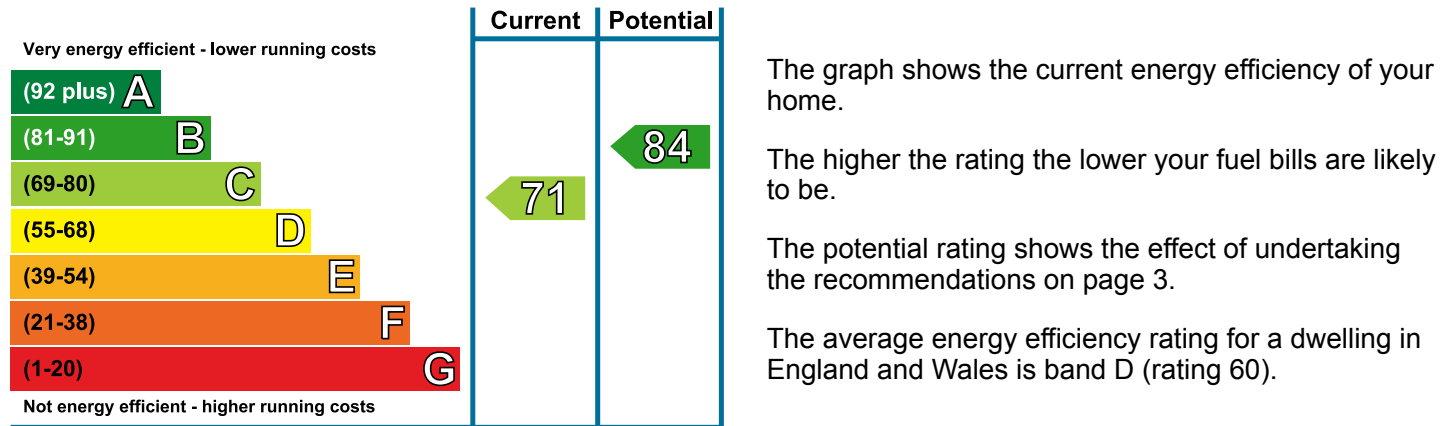 Current Potential
Very energy efficient - lower running costs
(92 plus) A
(81-91) B
84
(69-80) C
71
(55-68) D
(39-54) E
(21-38) F
(1-20) G
Not energy efficient - higher running costs
The graph shows the current energy efficiency of your
home.
The higher the rating the lower your fuel bills are likely
to be.
The potential rating shows the effect of undertaking
the recommendations on page 3.
The average energy efficiency rating for a dwelling in
England and Wales is band D (rating 60).